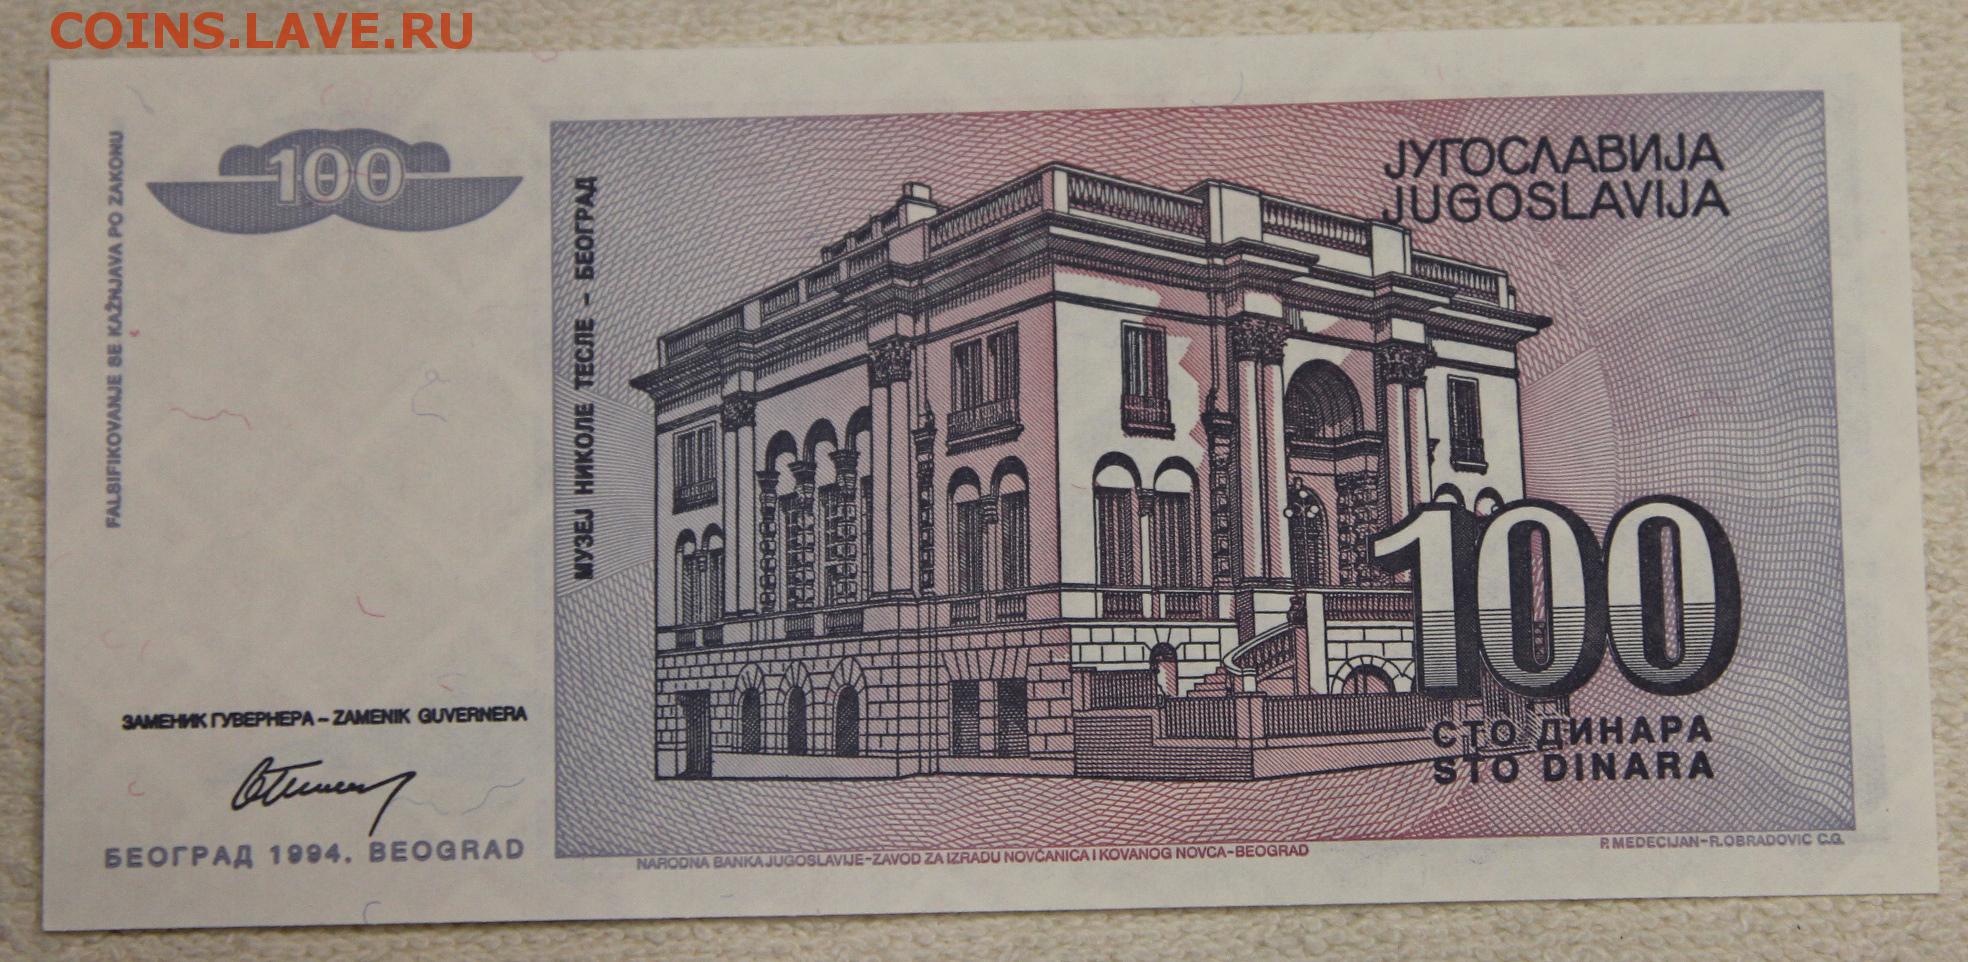 COINS.LAVE.RU
FALSIFIKOVANJE SE KAŽNJAVA PO ZAKONU
100
МУЗЕЈ НИКОЛЕ ТЕСЛЕ – БЕОГРАД
ЈУГОСЛАВИЈА
JUGOSLAVIJA
100
СТО ДИНАРА
STO DINARA
ЗАМЕНИК ГУВЕРНЕРА – ZAMENIK GUVERNERA
БЕОГРАД 1994. BEOGRAD
NARODNA BANKA JUGOSLAVIJE-ZAVOD ZA IZRADU NOVČANICA I KOVANOG NOVCA-BEOGRAD
P. MEDECIJAN-R. OBRADOVIC C.G.